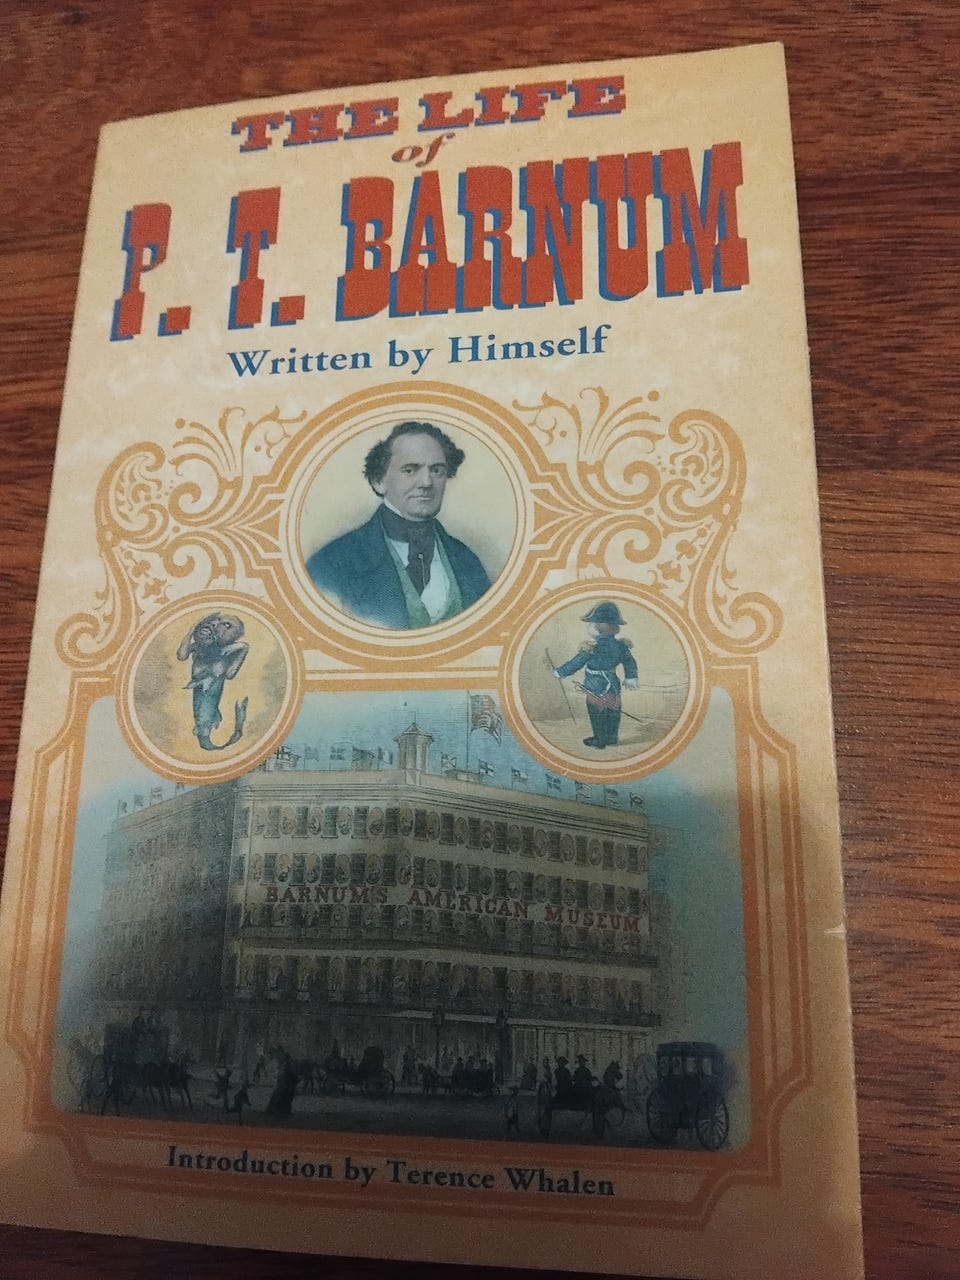 THE LIFE
of
P. T. BARNUM
Written by Himself
BARNUM'S AMERICAN MUSEUM
Introduction by Terence Whalen